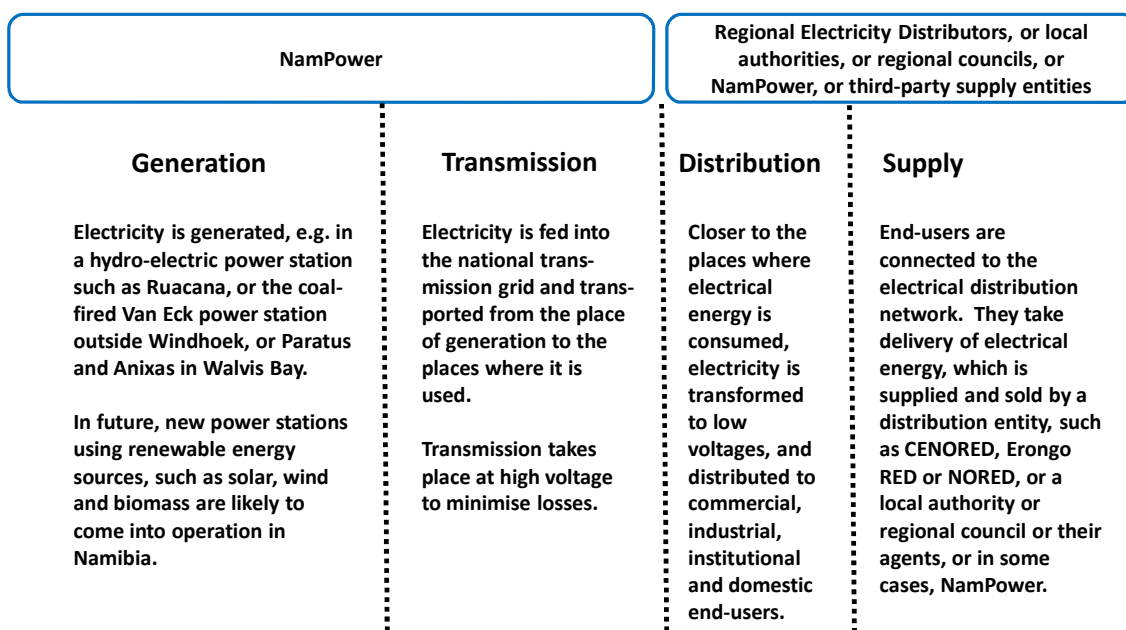 NamPower
Regional Electricity Distributors, or local
authorities, or regional councils, or
NamPower, or third-party supply entities
Generation
Electricity is generated, e.g. in
a hydro-electric power station
such as Ruacana, or the coal-
fired Van Eck power station
outside Windhoek, or Paratus
and Anixas in Walvis Bay.
In future, new power stations
using renewable energy
sources, such as solar, wind
and biomass are likely to
come into operation in
Namibia.
Transmission
Electricity is fed into
the national trans-
mission grid and trans-
ported from the place
of generation to the
places where it is
used.
Transmission takes
place at high voltage
to minimise losses.
Distribution
Closer to the
places where
electrical
energy is
consumed,
electricity is
transformed
to low
voltages, and
distributed to
commercial,
industrial,
institutional
and domestic
end-users.
Supply
End-users are
connected to the
electrical distribution
network.  They take
delivery of electrical
energy, which is
supplied and sold by a
distribution entity, such
as CENORED, Erongo
RED or NORED, or a
local authority or
regional council or their
agents, or in some
cases, NamPower.